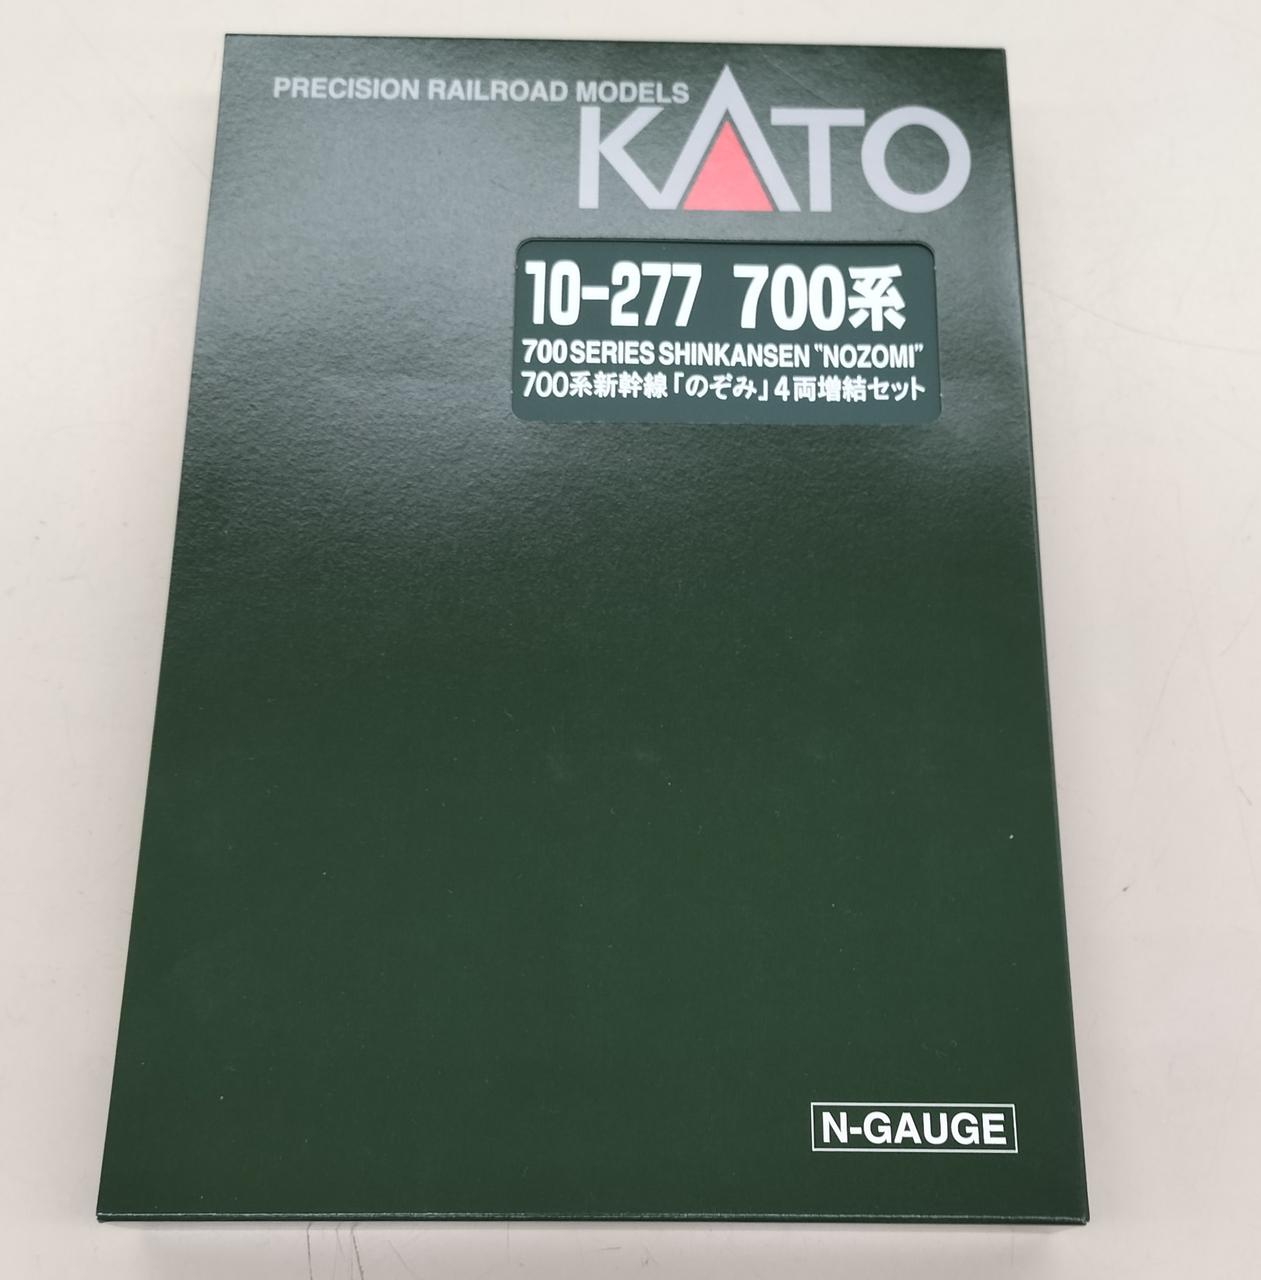 PRECISION RAILROAD MODELS
KATO
10-277 700系
700 SERIES SHINKANSEN "NOZOMI"
700系新幹線「のぞみ」4両増結セット
N-GAUGE